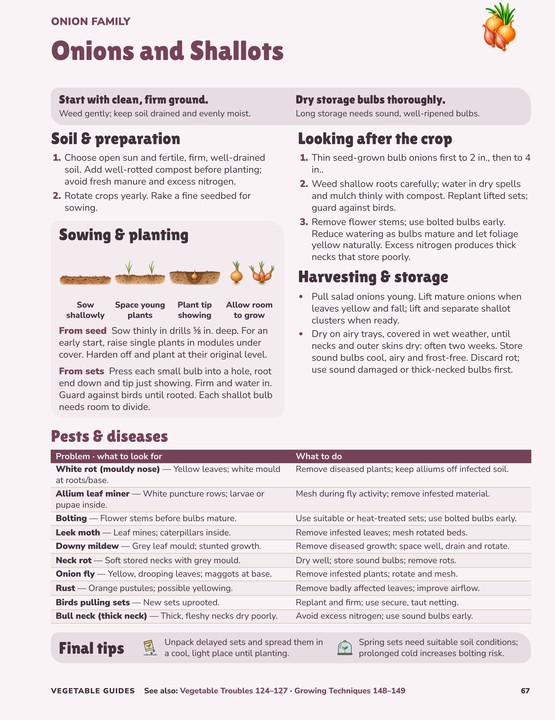 ONION FAMILY
Onions and Shallots
Start with clean, firm ground.
Weed gently; keep soil drained and evenly moist.
Dry storage bulbs thoroughly.
Long storage needs sound, well-ripened bulbs.
Soil & preparation
1. Choose open sun and fertile, firm, well-drained
soil. Add well-rotted compost before planting;
avoid fresh manure and excess nitrogen.
2. Rotate crops yearly. Rake a fine seedbed for
sowing.
Sowing & planting
Sow
shallowly
Space young
plants
Plant tip
showing
Allow room
to grow
From seed Sow thinly in drills ⅝ in. deep. For an
early start, raise single plants in modules under
cover. Harden off and plant at their original level.
From sets Press each small bulb into a hole, root
end down and tip just showing. Firm and water in.
Guard against birds until rooted. Each shallot bulb
needs room to divide.
Looking after the crop
1. Thin seed-grown bulb onions first to 2 in., then to 4
in..
2. Weed shallow roots carefully; water in dry spells
and mulch thinly with compost. Replant lifted sets;
guard against birds.
3. Remove flower stems; use bolted bulbs early.
Reduce watering as bulbs mature and let foliage
yellow naturally. Excess nitrogen produces thick
necks that store poorly.
Harvesting & storage
• Pull salad onions young. Lift mature onions when
leaves yellow and fall; lift and separate shallot
clusters when ready.
• Dry on airy trays, covered in wet weather, until
necks and outer skins dry: often two weeks. Store
sound bulbs cool, airy and frost-free. Discard rot;
use sound damaged or thick-necked bulbs first.
Pests & diseases
Problem · what to look for
What to do
White rot (mouldy nose) — Yellow leaves; white mould
at roots/base.
Remove diseased plants; keep alliums off infected soil.
Allium leaf miner — White puncture rows; larvae or
pupae inside.
Mesh during fly activity; remove infested material.
Bolting — Flower stems before bulbs mature.
Use suitable or heat-treated sets; use bolted bulbs early.
Leek moth — Leaf mines; caterpillars inside.
Remove infested leaves; mesh rotated beds.
Downy mildew — Grey leaf mould; stunted growth.
Remove diseased growth; space well, drain and rotate.
Neck rot — Soft stored necks with grey mould.
Dry well; store sound bulbs; remove rots.
Onion fly — Yellow, drooping leaves; maggots at base.
Remove infested plants; rotate and mesh.
Rust — Orange pustules; possible yellowing.
Remove badly affected leaves; improve airflow.
Birds pulling sets — New sets uprooted.
Replant and firm; use secure, taut netting.
Bull neck (thick neck) — Thick, fleshy necks dry poorly.
Avoid excess nitrogen; use sound bulbs early.
Final tips
Unpack delayed sets and spread them in
a cool, light place until planting.
Spring sets need suitable soil conditions;
prolonged cold increases bolting risk.
VEGETABLE GUIDES See also: Vegetable Troubles 124–127 · Growing Techniques 148–149
67